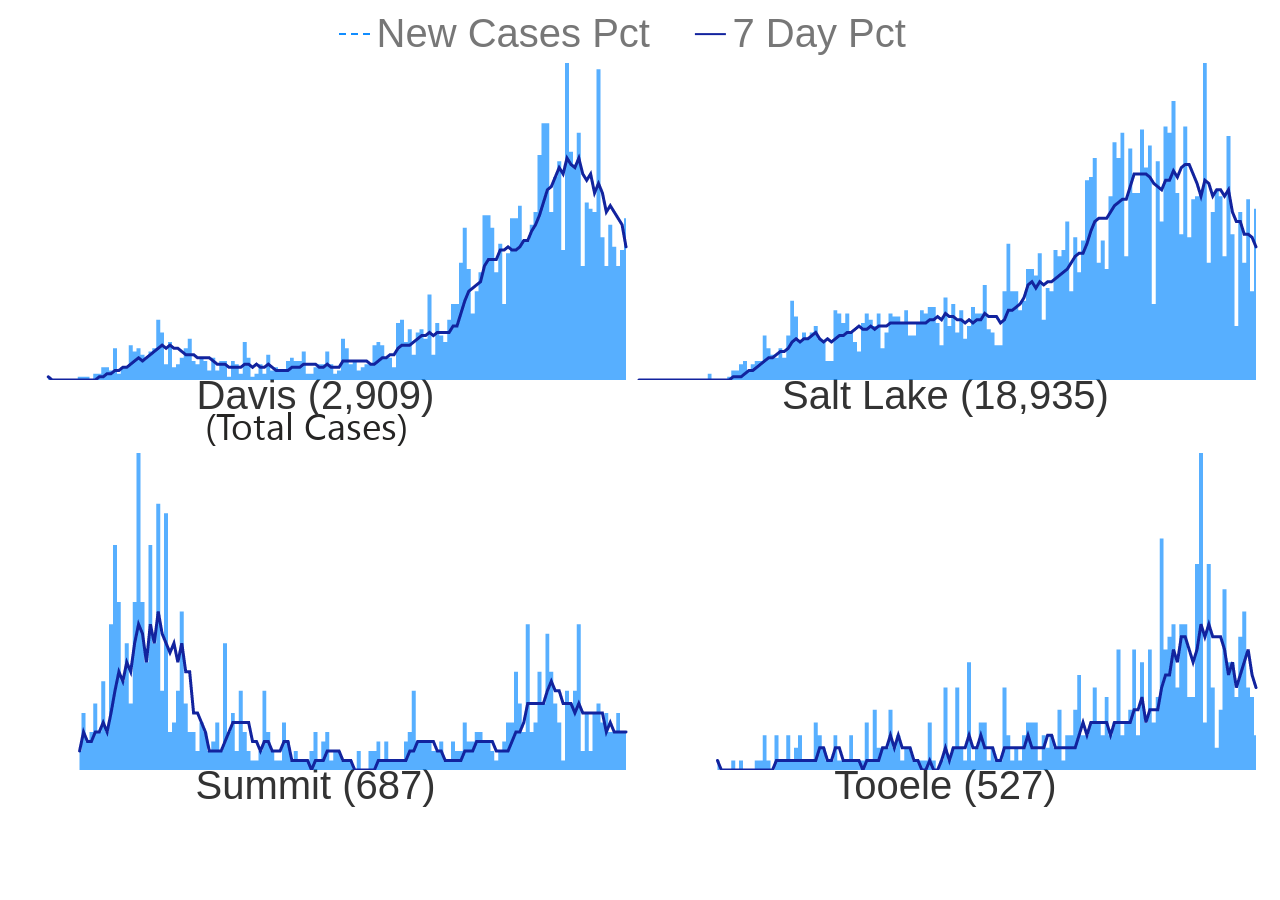 New Cases Pct 7 Day Pct
Davis (2,909) Salt Lake (18,935)
(Total Cases)
Summit (687) Tooele (527)